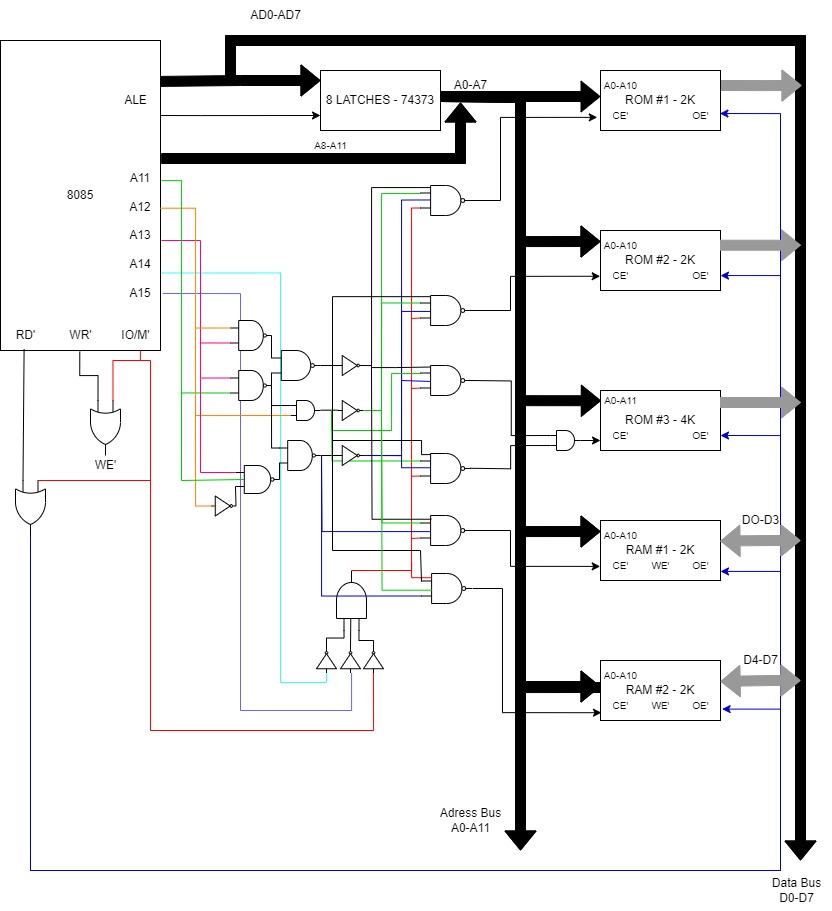 AD0-AD7
ALE
8 LATCHES - 74373
A0-A7
A0-A10
ROM #1 - 2K
CE' OE'
A8-A11
A11
8085
A12
A13
A14
A15
A0-A10
ROM #2 - 2K
CE' OE'
RD' WR' IO/M'
A0-A11
ROM #3 - 4K
CE' OE'
WE'
DO-D3
A0-A10
RAM #1 - 2K
CE' WE' OE'
D4-D7
A0-A10
RAM #2 - 2K
CE' WE' OE'
Adress Bus
A0-A11
Data Bus
D0-D7